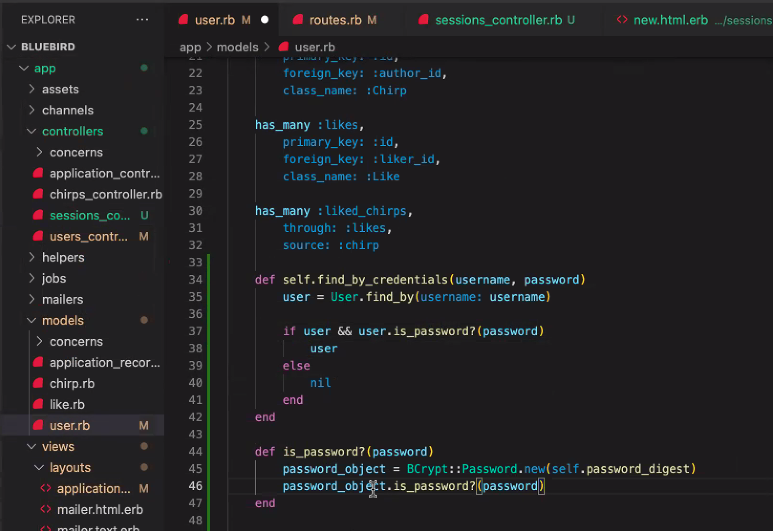 EXPLORER ...
BLUEBIRD
app
assets
channels
controllers
concerns
application_contr...
chirps_controller.rb
sessions_co... U
users_contr... M
helpers
jobs
mailers
models
concerns
application_recor...
chirp.rb
like.rb
user.rb M
views
layouts
application... M
mailer.html.erb
mailer.text.erb
user.rb M
routes.rb M
sessions_controller.rb U
new.html.erb .../sessions
app > models > user.rb
21 primary_key: :id,
22 foreign_key: :author_id,
23 class_name: :Chirp
24
25 has_many :likes,
26 primary_key: :id,
27 foreign_key: :liker_id,
28 class_name: :Like
29
30 has_many :liked_chirps,
31 through: :likes,
32 source: :chirp
33
34 def self.find_by_credentials(username, password)
35 user = User.find_by(username: username)
36
37 if user && user.is_password?(password)
38 user
39 else
40 nil
41 end
42 end
43
44 def is_password?(password)
45 password_object = BCrypt::Password.new(self.password_digest)
46 password_object.is_password?(password)
47 end
48